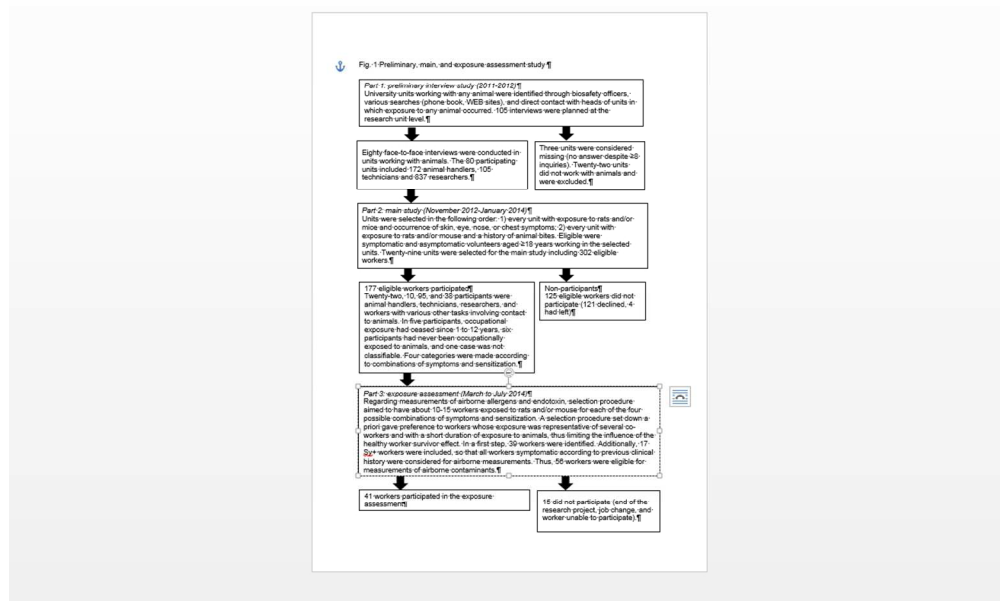 Fig. 1 Preliminary, main, and exposure assessment study ¶
Part 1: preliminary interview study (2011-2012)¶
University units working with any animal were identified through biosafety officers,
various searches (phone book, WEB sites), and direct contact with heads of units in
which exposure to any animal occurred. 105 interviews were planned at the
research unit level.¶
Eighty face-to-face interviews were conducted in
units working with animals. The 80 participating
units included 172 animal handlers, 105
technicians and 837 researchers.¶
Three units were considered
missing (no answer despite ≥8
inquiries). Twenty-two units
did not work with animals and
were excluded.¶
Part 2: main study (November 2012-January 2014)¶
Units were selected in the following order: 1) every unit with exposure to rats and/or
mice and occurrence of skin, eye, nose, or chest symptoms; 2) every unit with
exposure to rats and/or mouse and a history of animal bites. Eligible were
symptomatic and asymptomatic volunteers aged ≥18 years working in the selected
units. Twenty-nine units were selected for the main study including 302 eligible
workers.¶
177 eligible workers participated¶
Twenty-two, 10, 95, and 38 participants were
animal handlers, technicians, researchers, and
workers with various other tasks involving contact
to animals. In five participants, occupational
exposure had ceased since 1 to 12 years, six
participants had never been occupationally
exposed to animals, and one case was not
classifiable. Four categories were made according
to combinations of symptoms and sensitization.¶
Non-participants¶
125 eligible workers did not
participate (121 declined, 4
had left)¶
Part 3: exposure assessment (March to July 2014)¶
Regarding measurements of airborne allergens and endotoxin, selection procedure
aimed to have about 10-15 workers exposed to rats and/or mouse for each of the four
possible combinations of symptoms and sensitization. A selection procedure set down a
priori gave preference to workers whose exposure was representative of several co-
workers and with a short duration of exposure to animals, thus limiting the influence of the
healthy worker survivor effect. In a first step, 39 workers were identified. Additionally, 17
Sy+ workers were included, so that all workers symptomatic according to previous clinical
history were considered for airborne measurements. Thus, 56 workers were eligible for
measurements of airborne contaminants.¶
41 workers participated in the exposure
assessment¶
15 did not participate (end of the
research project, job change, and
worker unable to participate).¶